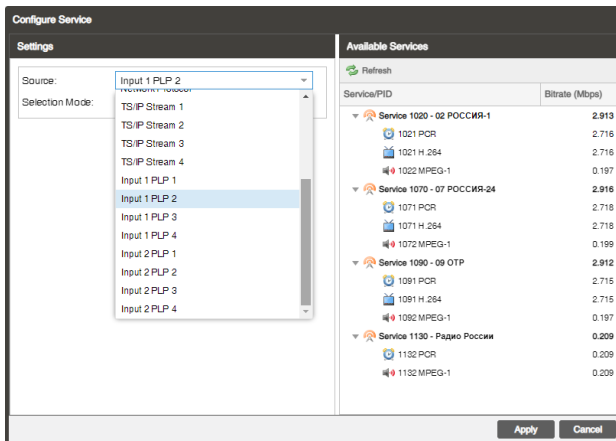 Configure Service
Settings
Source:
Input 1 PLP 2
Selection Mode:
Network Protocol
TS/IP Stream 1
TS/IP Stream 2
TS/IP Stream 3
TS/IP Stream 4
Input 1 PLP 1
Input 1 PLP 2
Input 1 PLP 3
Input 1 PLP 4
Input 2 PLP 1
Input 2 PLP 2
Input 2 PLP 3
Input 2 PLP 4
Available Services
Refresh
Service/PID Bitrate (Mbps)
Service 1020 - 02 РОССИЯ-1 2.913
1021 PCR 2.716
1021 H.264 2.716
1022 MPEG-1 0.197
Service 1070 - 07 РОССИЯ-24 2.916
1071 PCR 2.718
1071 H.264 2.718
1072 MPEG-1 0.199
Service 1090 - 09 ОТР 2.912
1091 PCR 2.715
1091 H.264 2.715
1092 MPEG-1 0.197
Service 1130 - Радио России 0.209
1132 PCR 0.209
1132 MPEG-1 0.209
Apply Cancel